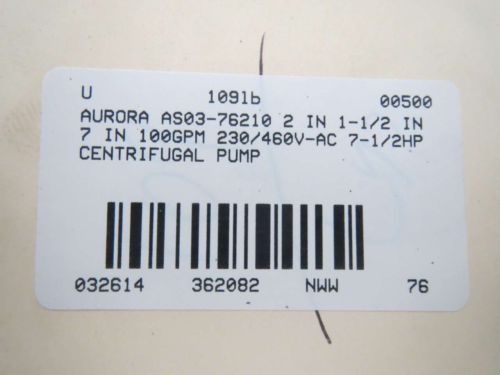 U 109lb 00500
AURORA AS03-76210 2 IN 1-1/2 IN
7 IN 100GPM 230/460V-AC 7-1/2HP
CENTRIFUGAL PUMP
032614 362082 NWW 76